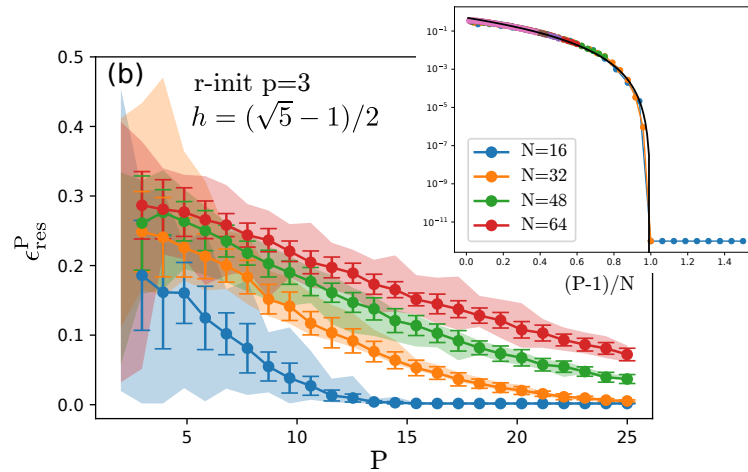 (b)
r-init p=3
h = (√5 − 1)/2
0.5
0.4
0.3
0.2
0.1
0.0
ϵ^P_res
5
10
15
20
25
P
10⁻¹
10⁻³
10⁻⁵
10⁻⁷
10⁻⁹
10⁻¹¹
N=16
N=32
N=48
N=64
0.0
0.2
0.4
0.6
0.8
1.0
1.2
1.4
(P-1)/N